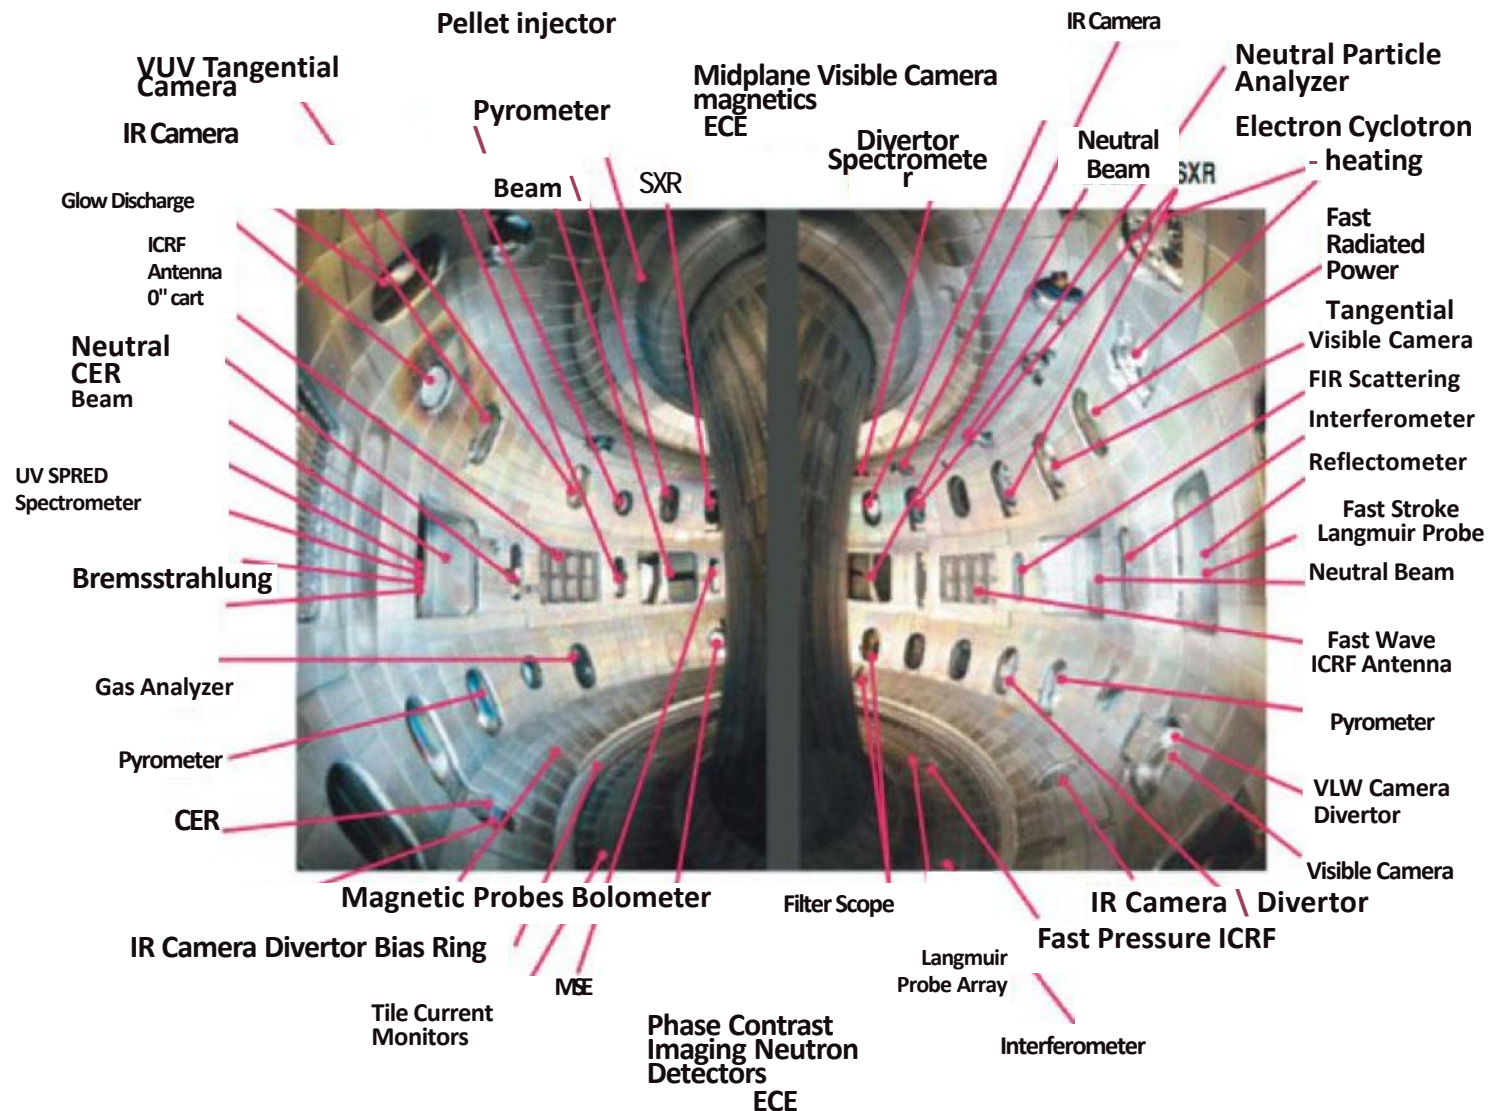 Pellet injector
IR Camera
VUV Tangential
Camera
Neutral Particle
Analyzer
Midplane Visible Camera
magnetics
ECE
Pyrometer
IR Camera
Electron Cyclotron
- heating
Divertor
Spectromete
r
Neutral
Beam
SXR
Beam \
SXR
Glow Discharge
ICRF
Antenna
0" cart
Fast
Radiated
Power
Tangential
Visible Camera
Neutral
CER
Beam
FIR Scattering
Interferometer
Reflectometer
UV SPRED
Spectrometer
Fast Stroke
Langmuir Probe
Bremsstrahlung
Neutral Beam
Fast Wave
ICRF Antenna
Gas Analyzer
Pyrometer
Pyrometer
VLW Camera
Divertor
CER
Visible Camera
Magnetic Probes Bolometer
Filter Scope
IR Camera \ Divertor
Fast Pressure ICRF
IR Camera Divertor Bias Ring
Langmuir
Probe Array
MSE
Tile Current
Monitors
Phase Contrast
Imaging Neutron
Detectors
ECE
Interferometer